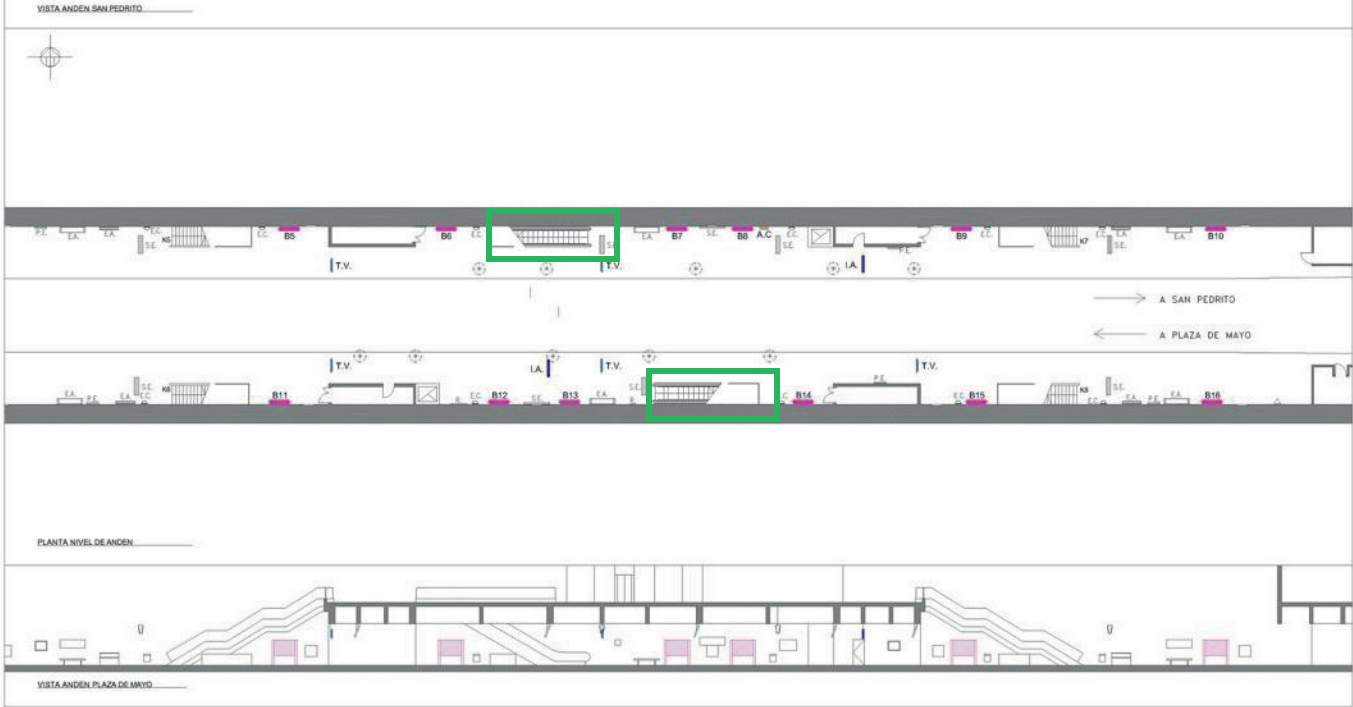 VISTA ANDEN SAN PEDRITO
P.E. E.A. E.A. E.C. S.E. K5 E.C. B5 B6 E.C. E.A. B7 S.E. B8 A.C E.C. S.E. P.E. B9 E.C. K7 E.C. S.E. E.A. E.A. B10
T.V. T.V. I.A.
A SAN PEDRITO
A PLAZA DE MAYO
T.V. I.A. T.V. T.V.
E.A. P.E. E.A. E.C. S.E. K6 B11 R. E.C. B12 S.E. B13 E.A. R. S.E. B14 P.E. E.C. B15 K8 E.C. S.E. E.A. P.E. E.A. B16
PLANTA NIVEL DE ANDEN
VISTA ANDEN PLAZA DE MAYO